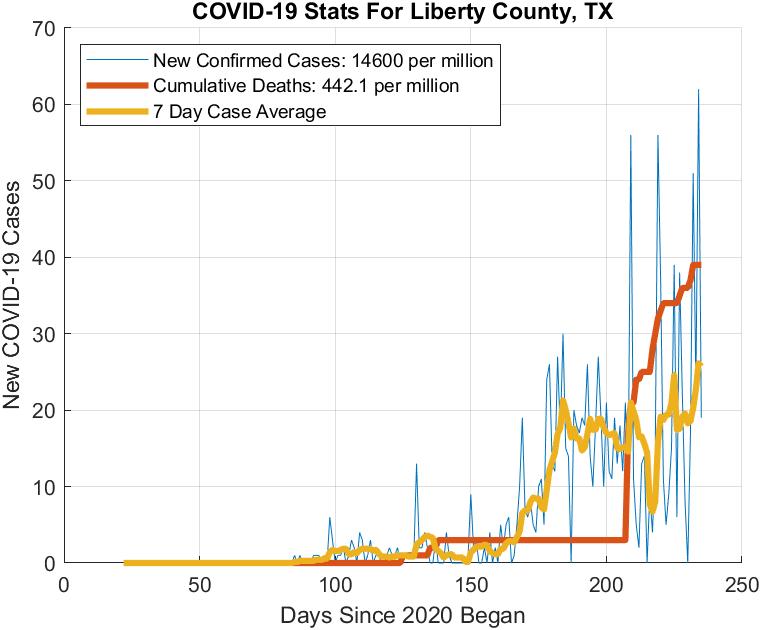 COVID-19 Stats For Liberty County, TX
70
60
50
40
30
20
10
0
New COVID-19 Cases
New Confirmed Cases: 14600 per million
Cumulative Deaths: 442.1 per million
7 Day Case Average
0
50
100
150
200
250
Days Since 2020 Began